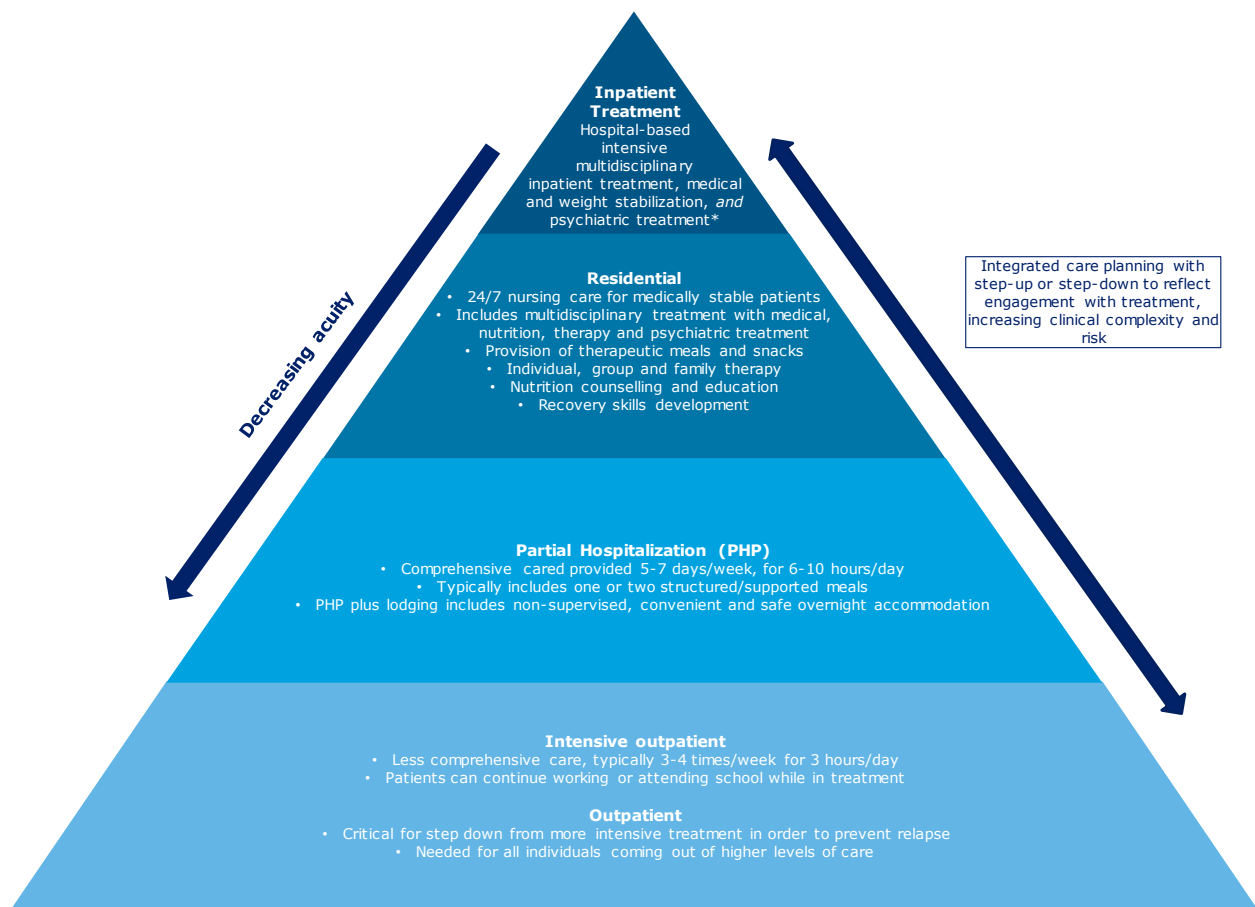 Inpatient
Treatment
Hospital-based
intensive
multidisciplinary
inpatient treatment, medical
and weight stabilization, and
psychiatric treatment*
Decreasing acuity
Integrated care planning with
step-up or step-down to reflect
engagement with treatment,
increasing clinical complexity and
risk
Residential
• 24/7 nursing care for medically stable patients
• Includes multidisciplinary treatment with medical,
nutrition, therapy and psychiatric treatment
• Provision of therapeutic meals and snacks
• Individual, group and family therapy
• Nutrition counselling and education
• Recovery skills development
Partial Hospitalization (PHP)
• Comprehensive cared provided 5-7 days/week, for 6-10 hours/day
• Typically includes one or two structured/supported meals
• PHP plus lodging includes non-supervised, convenient and safe overnight accommodation
Intensive outpatient
• Less comprehensive care, typically 3-4 times/week for 3 hours/day
• Patients can continue working or attending school while in treatment
Outpatient
• Critical for step down from more intensive treatment in order to prevent relapse
• Needed for all individuals coming out of higher levels of care